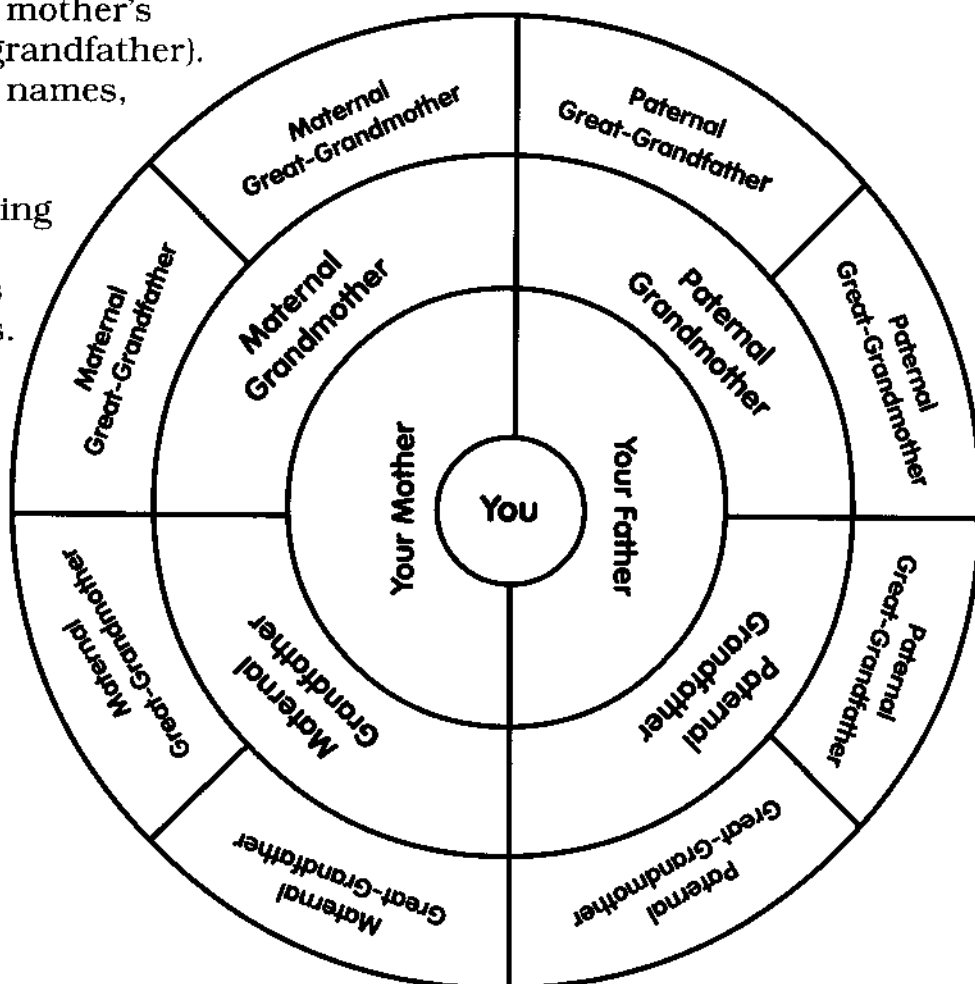 mother's
grandfather).
names,
ing
s.
Maternal
Great-Grandmother
Paternal
Great-Grandfather
Maternal
Great-Grandfather
Maternal
Grandmother
Paternal
Grandmother
Paternal
Great-Grandmother
Your Mother
You
Your Father
Maternal
Great-Grandmother
Maternal
Grandfather
Paternal
Grandfather
Paternal
Great-Grandfather
Maternal
Great-Grandfather
Paternal
Great-Grandmother